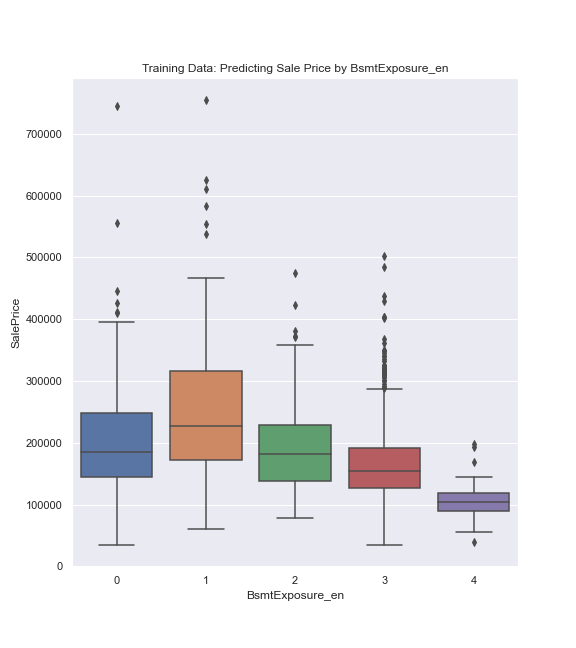 Training Data: Predicting Sale Price by BsmtExposure_en
700000
600000
500000
400000
300000
200000
100000
0
SalePrice
0 1 2 3 4
BsmtExposure_en